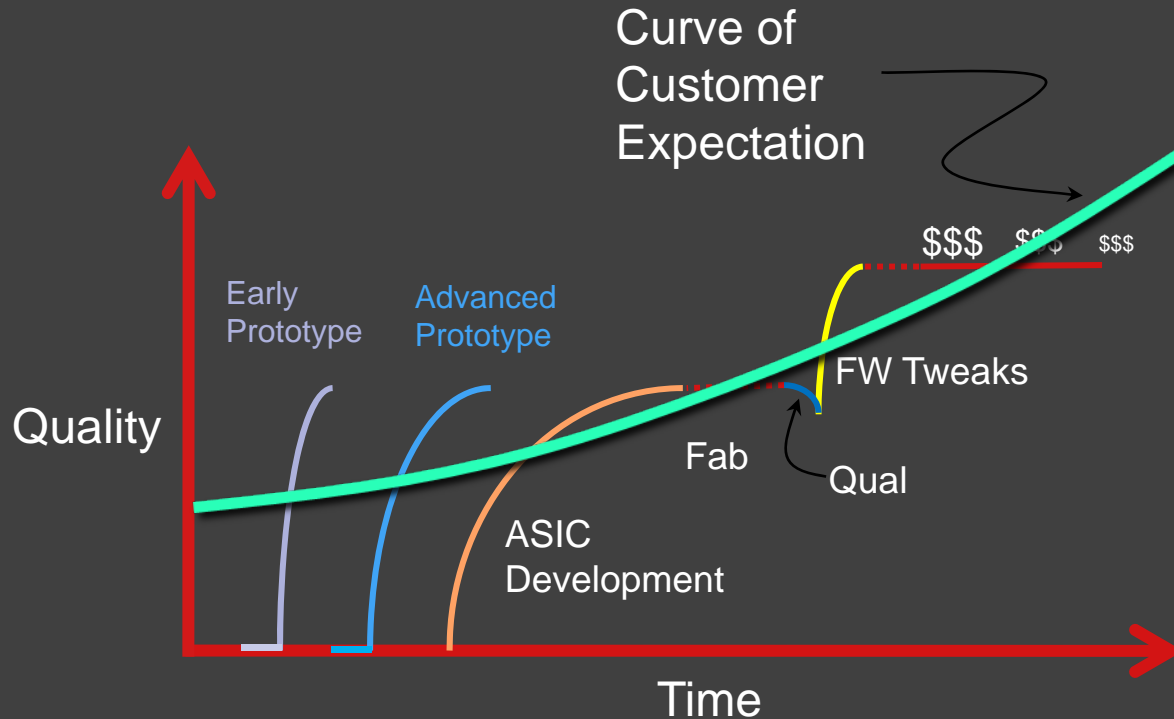 Curve of
Customer
Expectation
$$$ $$$ $$$
Early
Prototype
Advanced
Prototype
FW Tweaks
Quality
Fab
Qual
ASIC
Development
Time